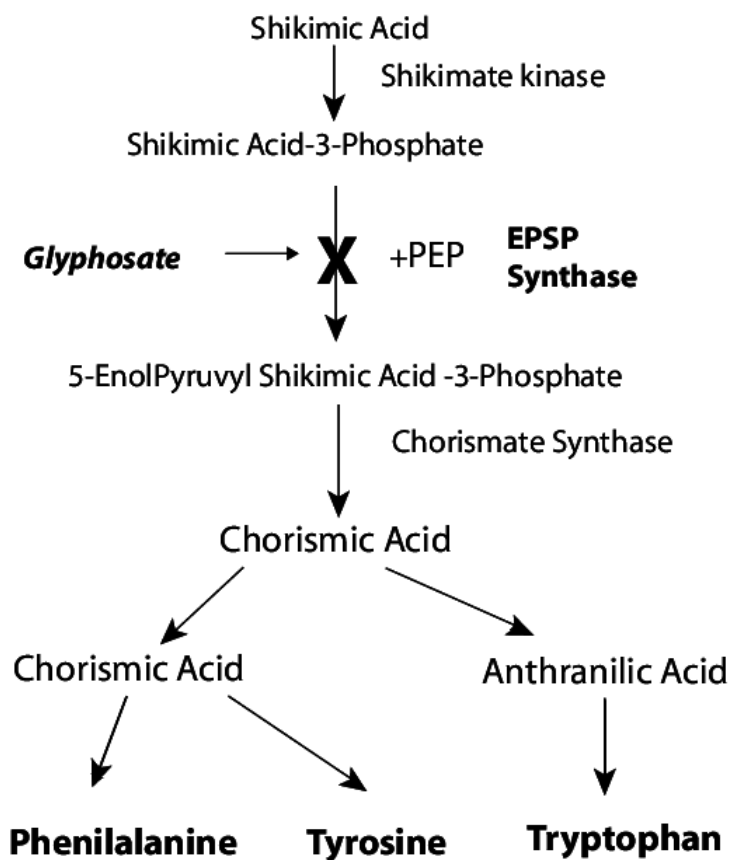 Shikimic Acid
Shikimate kinase
Shikimic Acid-3-Phosphate
Glyphosate
X
+PEP
EPSP
Synthase
5-EnolPyruvyl Shikimic Acid -3-Phosphate
Chorismate Synthase
Chorismic Acid
Chorismic Acid
Anthranilic Acid
Phenilalanine
Tyrosine
Tryptophan